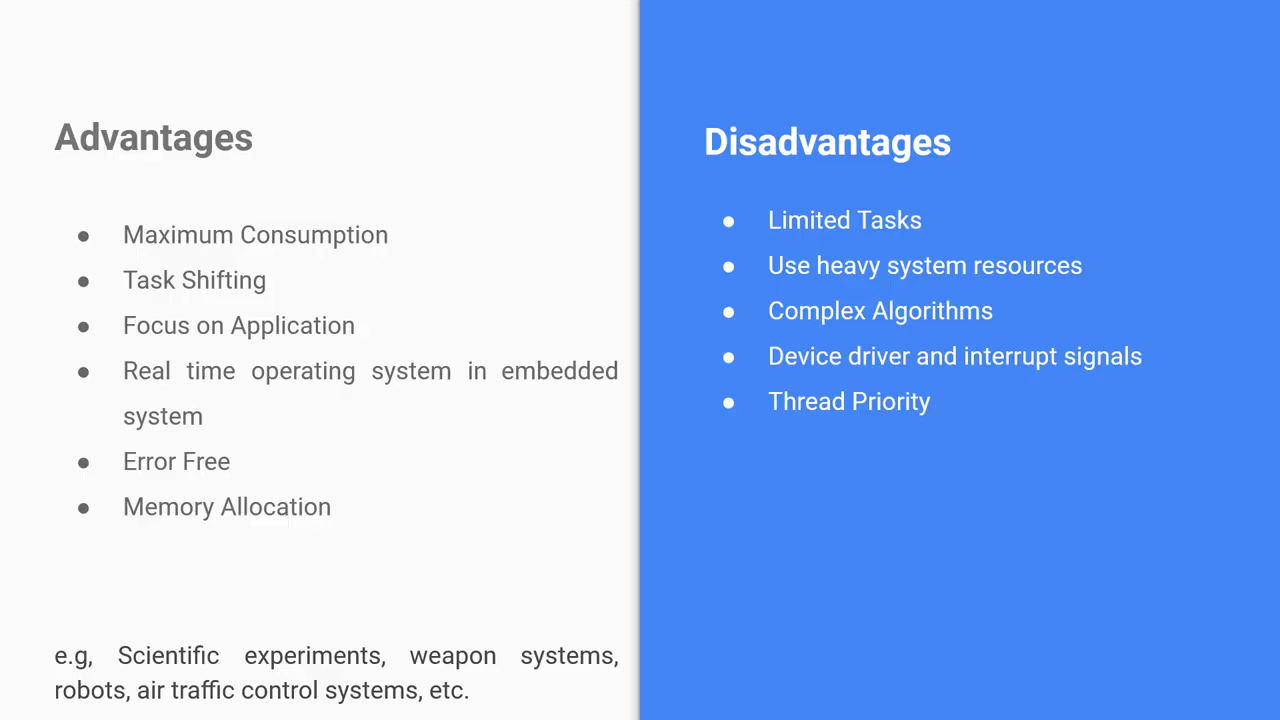 Advantages
● Maximum Consumption
● Task Shifting
● Focus on Application
● Real time operating system in embedded
system
● Error Free
● Memory Allocation
e.g, Scientific experiments, weapon systems,
robots, air traffic control systems, etc.
Disadvantages
● Limited Tasks
● Use heavy system resources
● Complex Algorithms
● Device driver and interrupt signals
● Thread Priority